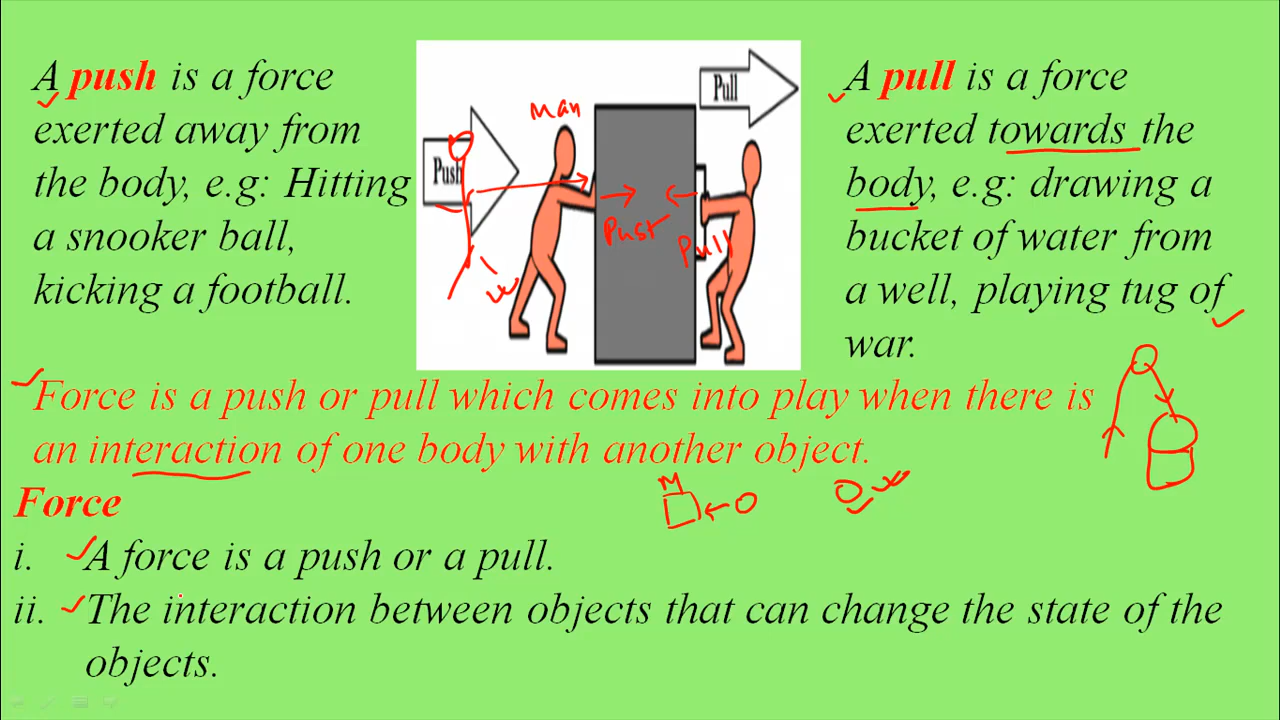 A push is a force
exerted away from
the body, e.g: Hitting
a snooker ball,
kicking a football.
Push
Man
Push
Pull
Pull
A pull is a force
exerted towards the
body, e.g: drawing a
bucket of water from
a well, playing tug of
war.
Force is a push or pull which comes into play when there is
an interaction of one body with another object.
M
Force
i. A force is a push or a pull.
ii. The interaction between objects that can change the state of the
objects.